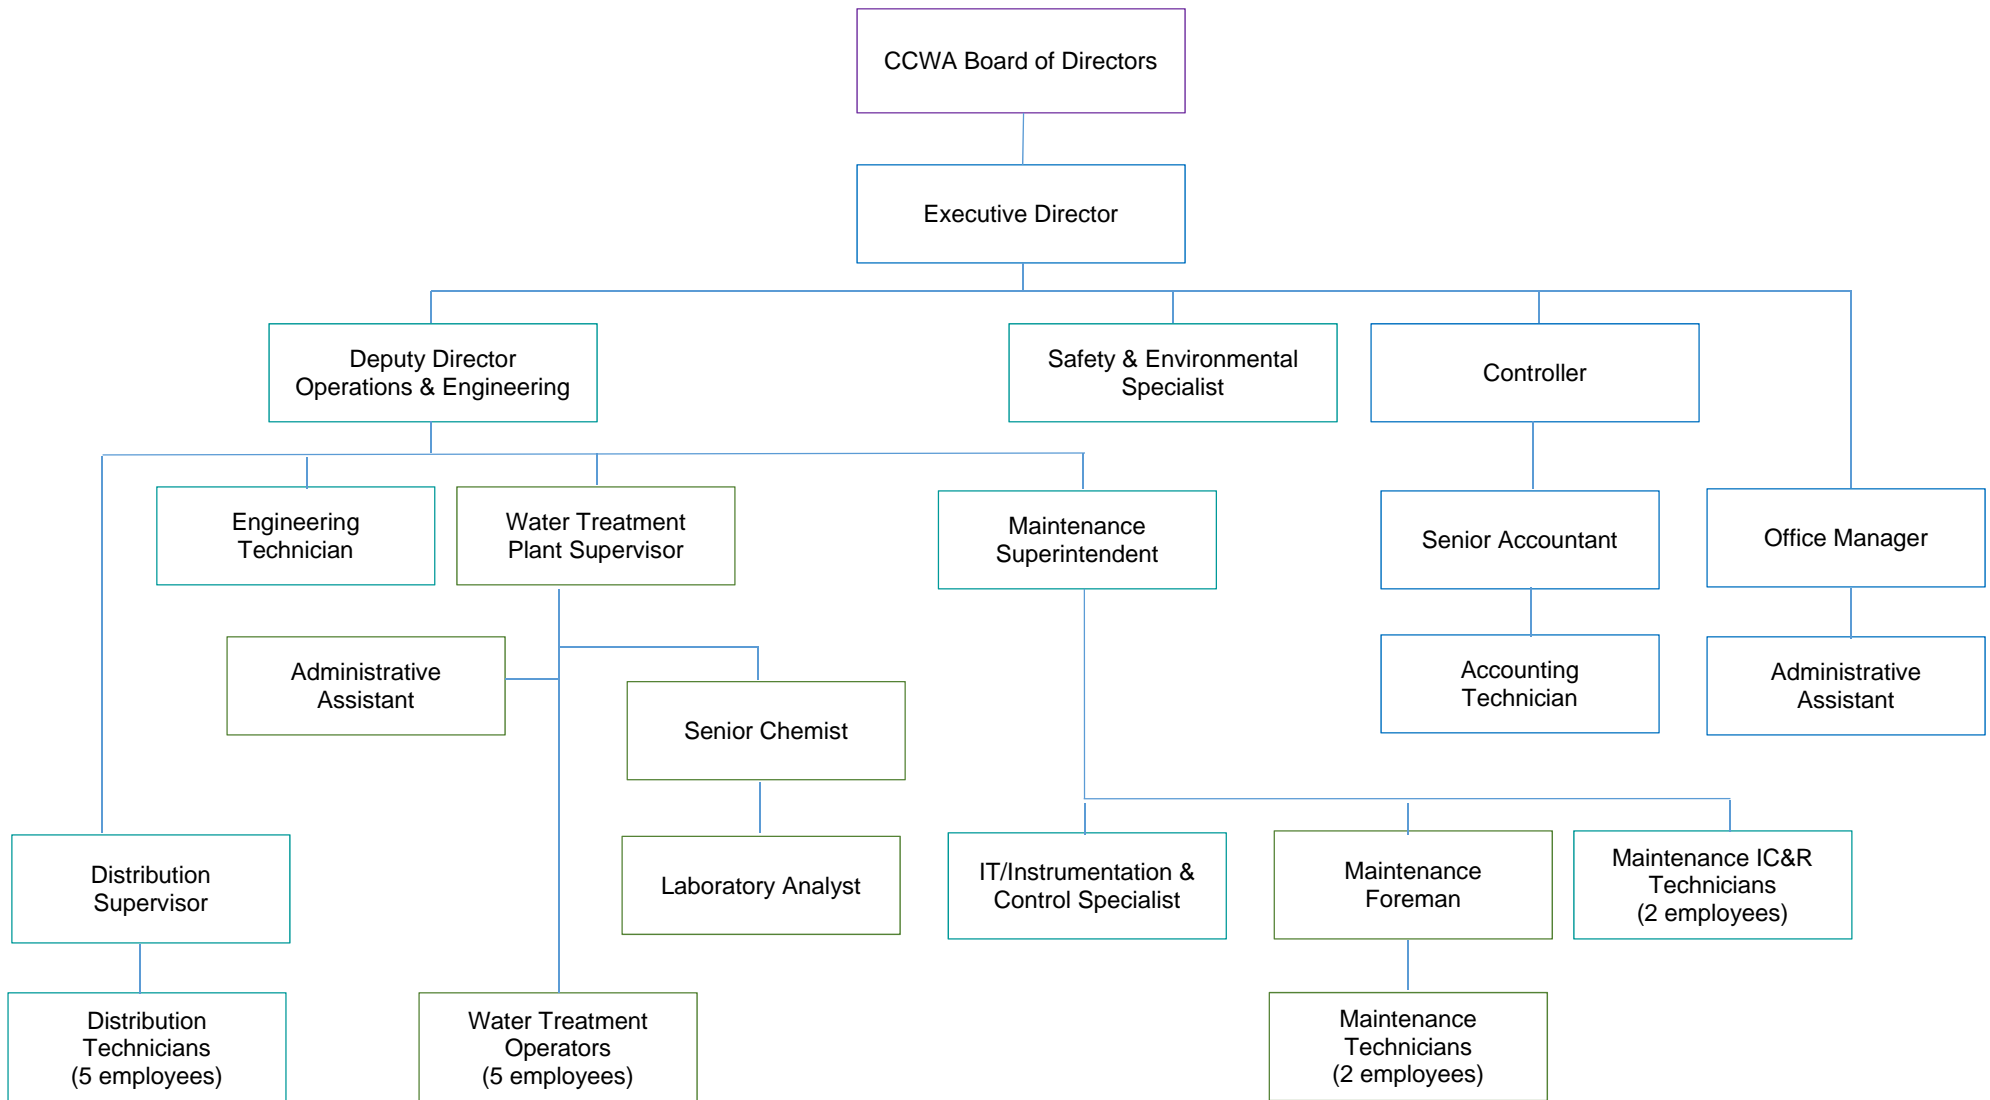 CCWA Board of Directors
Executive Director
Deputy Director
Operations & Engineering
Safety & Environmental
Specialist
Controller
Engineering
Technician
Water Treatment
Plant Supervisor
Maintenance
Superintendent
Senior Accountant
Office Manager
Administrative
Assistant
Senior Chemist
Accounting
Technician
Administrative
Assistant
Distribution
Supervisor
Laboratory Analyst
IT/Instrumentation &
Control Specialist
Maintenance
Foreman
Maintenance IC&R
Technicians
(2 employees)
Distribution
Technicians
(5 employees)
Water Treatment
Operators
(5 employees)
Maintenance
Technicians
(2 employees)